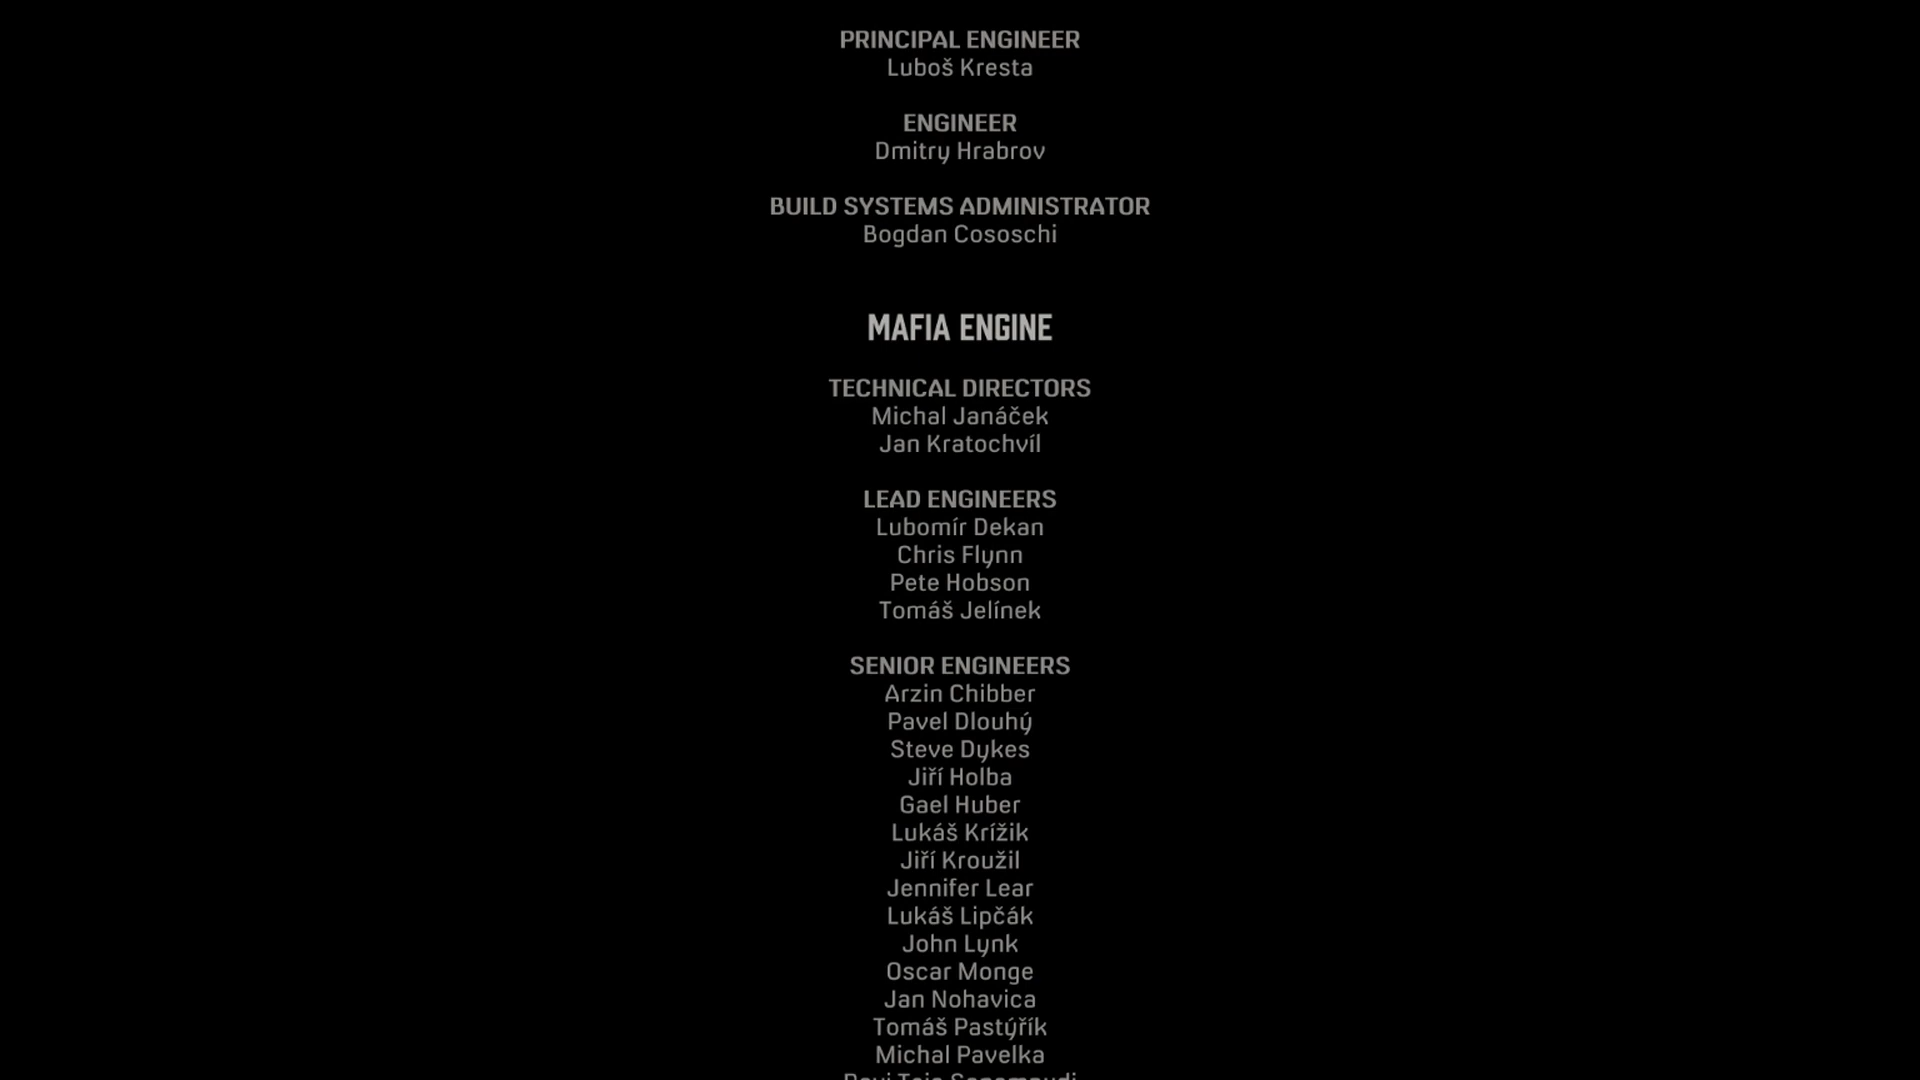 PRINCIPAL ENGINEER
Luboš Kresta
ENGINEER
Dmitry Hrabrov
BUILD SYSTEMS ADMINISTRATOR
Bogdan Cososchi
MAFIA ENGINE
TECHNICAL DIRECTORS
Michal Janáček
Jan Kratochvíl
LEAD ENGINEERS
Lubomír Dekan
Chris Flynn
Pete Hobson
Tomáš Jelínek
SENIOR ENGINEERS
Arzin Chibber
Pavel Dlouhý
Steve Dykes
Jiří Holba
Gael Huber
Lukáš Krížik
Jiří Kroužil
Jennifer Lear
Lukáš Lipčák
John Lynk
Oscar Monge
Jan Nohavica
Tomáš Pastýřík
Michal Pavelka